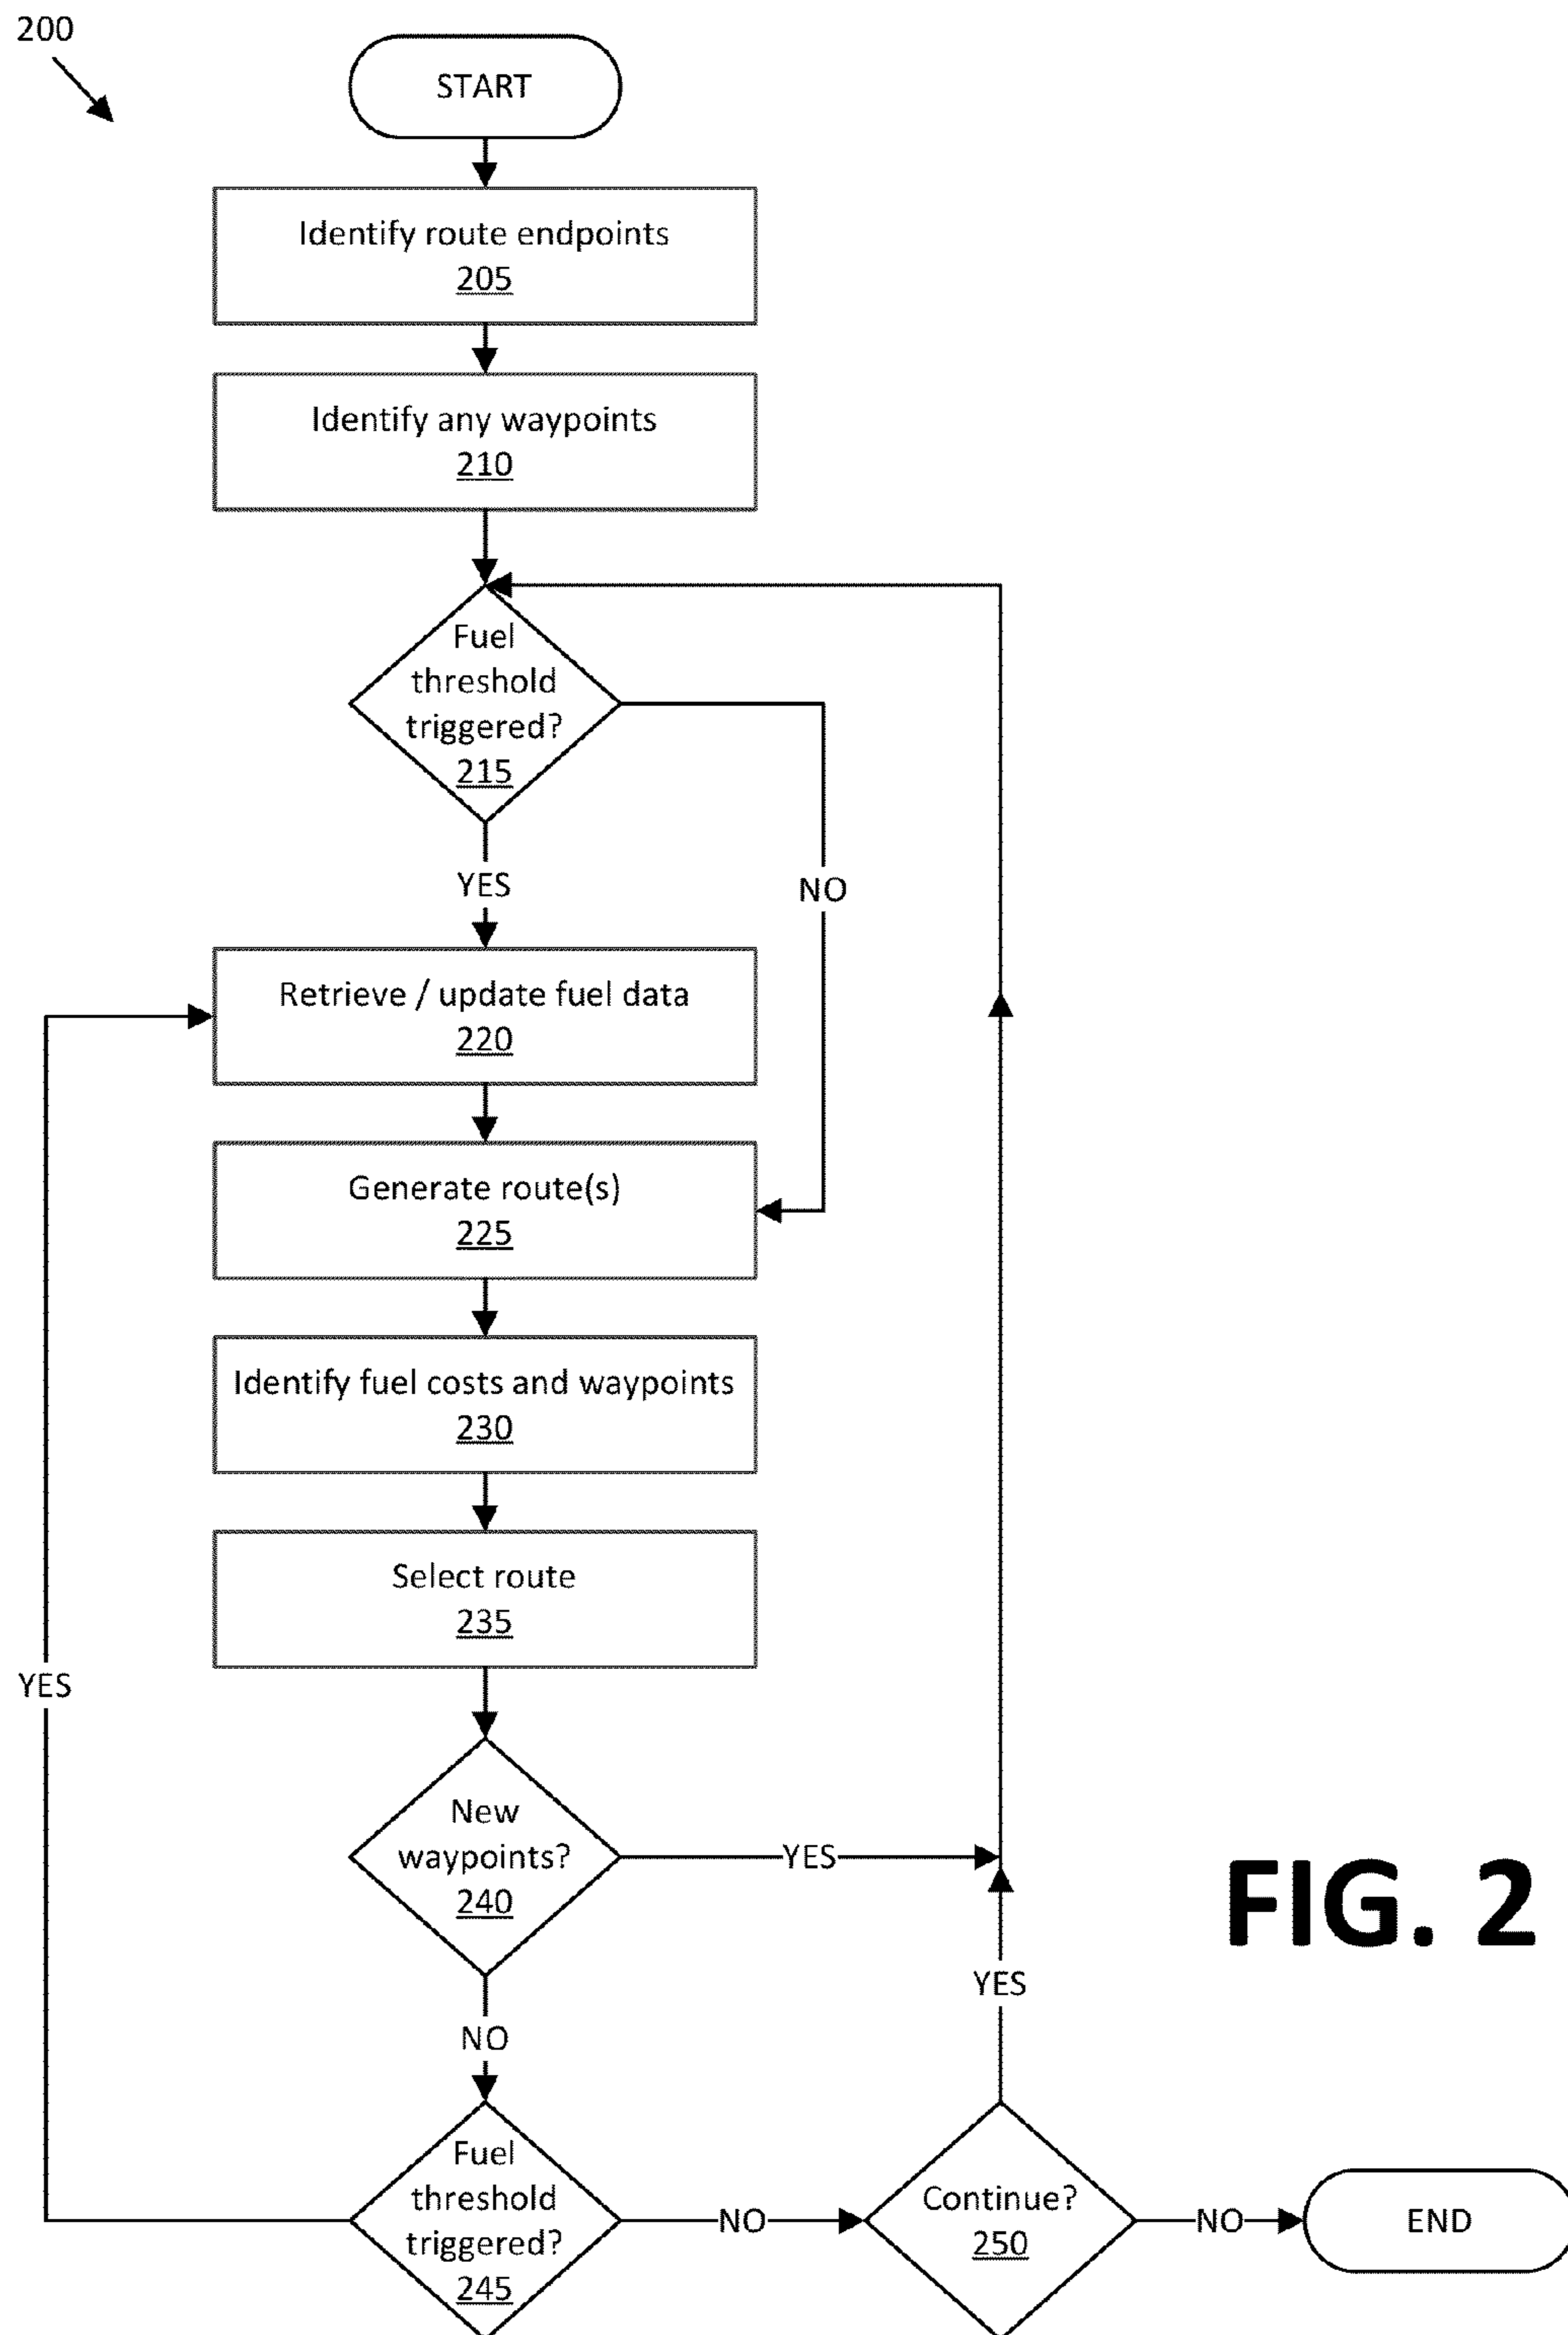 200
START
Identify route endpoints
205
Identify any waypoints
210
Fuel
threshold
triggered?
215
YES
NO
Retrieve / update fuel data
220
Generate route(s)
225
Identify fuel costs and waypoints
230
Select route
235
YES
New
waypoints?
240
YES
FIG. 2
YES
NO
Fuel
threshold
triggered?
245
NO
Continue?
250
NO
END